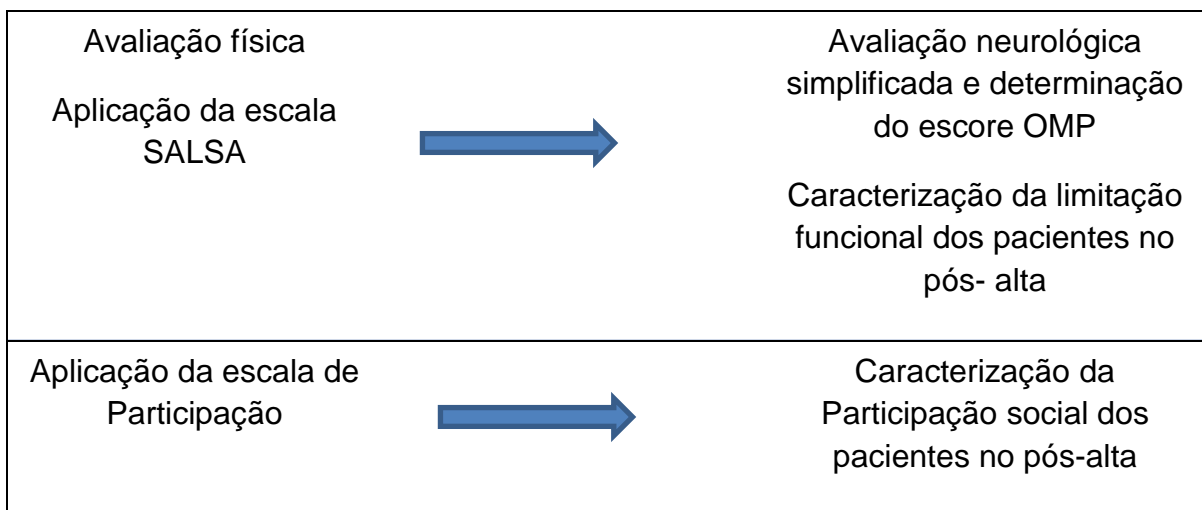 Avaliação física
Aplicação da escala
SALSA
Avaliação neurológica
simplificada e determinação
do escore OMP
Caracterização da limitação
funcional dos pacientes no
pós- alta
Aplicação da escala de
Participação
Caracterização da
Participação social dos
pacientes no pós-alta